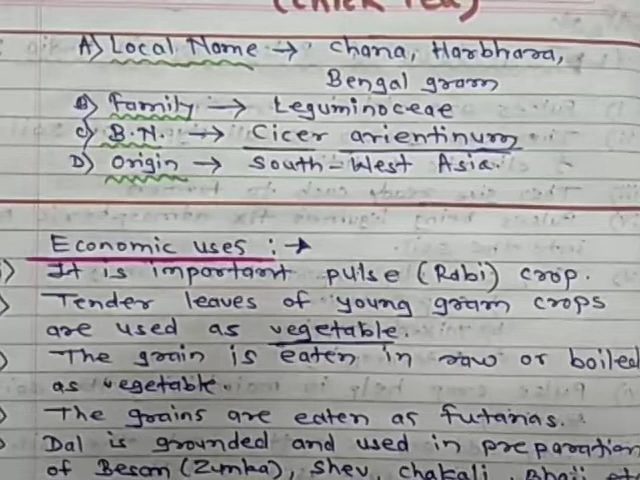 (Chick Pea)
A) Local Name → Chana, Harbhara,
Bengal gram
B) Family → Leguminoceae
C) B.N. → Cicer arientinum
D) Origin → South-West Asia.
Economic uses :→
i) It is important pulse (Rabi) crop.
Tender leaves of young gram crops
are used as vegetable.
The grain is eaten in raw or boiled
as vegetable.
The grains are eaten as futanas.
Dal is grounded and used in preparation
of Besan (Zunka), Shev, Chakali, Bhaji etc